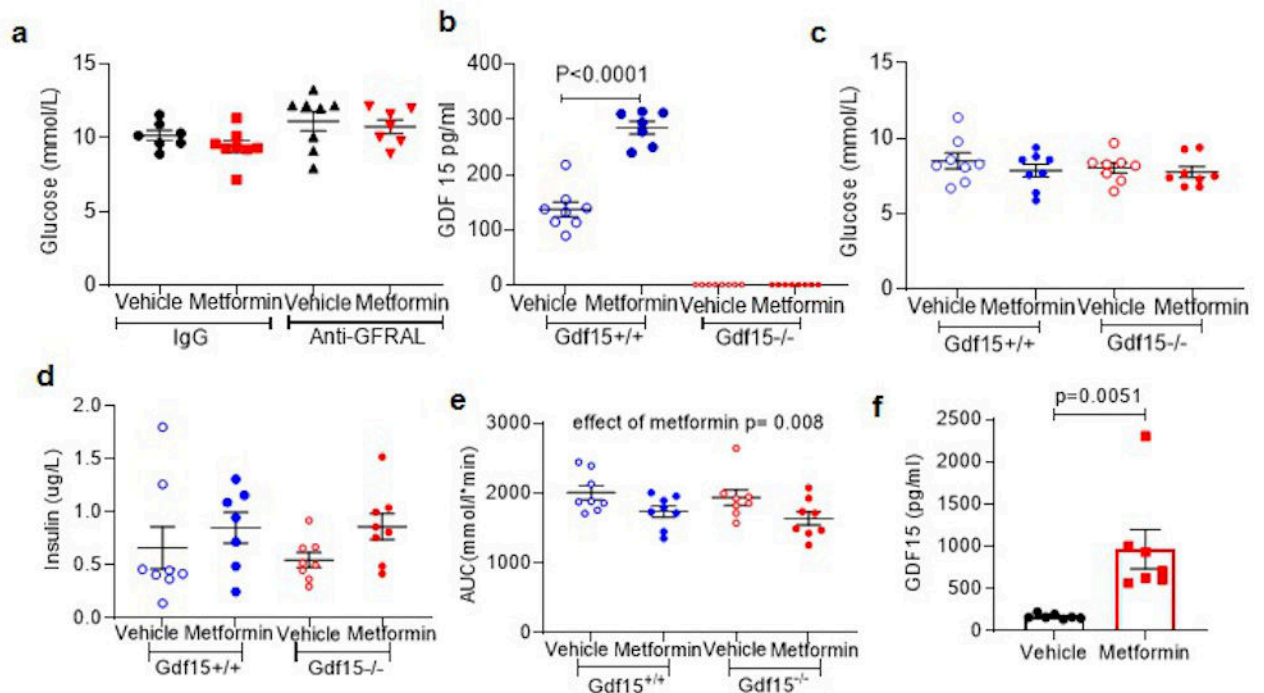 a
15
10
5
0
Glucose (mmol/L)
Vehicle Metformin Vehicle Metformin
IgG Anti-GFRAL
b
400
300
200
100
0
GDF 15 pg/ml
P<0.0001
Vehicle Metformin Vehicle Metformin
Gdf15+/+ Gdf15-/-
c
15
10
5
0
Glucose (mmol/L)
Vehicle Metformin Vehicle Metformin
Gdf15+/+ Gdf15-/-
d
2.0
1.5
1.0
0.5
0.0
Insulin (ug/L)
Vehicle Metformin Vehicle Metformin
Gdf15+/+ Gdf15-/-
e
3000
2000
1000
0
AUC(mmol/l*min)
effect of metformin p= 0.008
Vehicle Metformin Vehicle Metformin
Gdf15+/+ Gdf15-/-
f
2500
2000
1500
1000
500
0
GDF15 (pg/ml)
p=0.0051
Vehicle Metformin